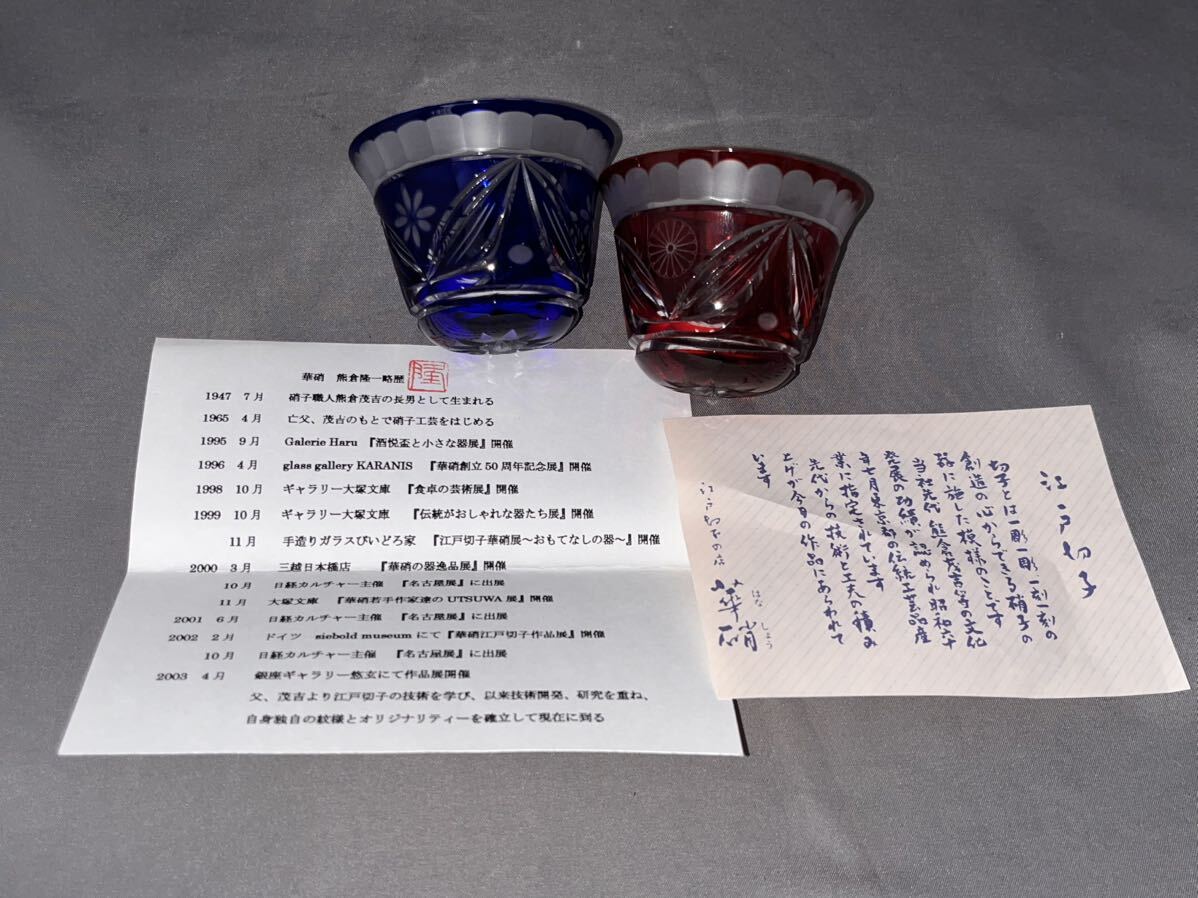 華硝 熊倉隆一略歴 隆
1947 7月 硝子職人熊倉茂吉の長男として生まれる
1965 4月 亡父、茂吉のもとで硝子工芸をはじめる
1995 9月 Galerie Haru 『酒悦盃と小さな器展』開催
1996 4月 glass gallery KARANIS 『華硝創立50周年記念展』開催
1998 10月 ギャラリー大塚文庫 『食卓の芸術展』開催
1999 10月 ギャラリー大塚文庫 『伝統がおしゃれな器たち展』開催
11月 手造りガラスびいどろ家 『江戸切子華硝展～おもてなしの器～』開催
2000 3月 三越日本橋店 『華硝の器逸品展』開催
10月 日経カルチャー主催 『名古屋展』に出展
11月 大塚文庫 『華硝若手作家達のUTSUWA展』開催
2001 6月 日経カルチャー主催 『名古屋展』に出展
2002 2月 ドイツ siebold museumにて『華硝江戸切子作品展』開催
10月 日経カルチャー主催 『名古屋展』に出展
2003 4月 銀座ギャラリー悠玄にて作品展開催
父、茂吉より江戸切子の技術を学び、以来技術開発、研究を重ね、
自身独自の紋様とオリジナリティーを確立して現在に到る
江戸切子
切子とは一彫一彫一刻一刻の
創造の心からできる硝子の
器に施した模様のことです
当社先代 熊倉茂吉等の文化
発展の功績が認められ昭和六十
年七月東京都の伝統工芸品産
業に指定されています
先代からの技術と工夫の積み
上げが今日の作品にあらわれて
います
江戸切子の店
華硝
はな しょう